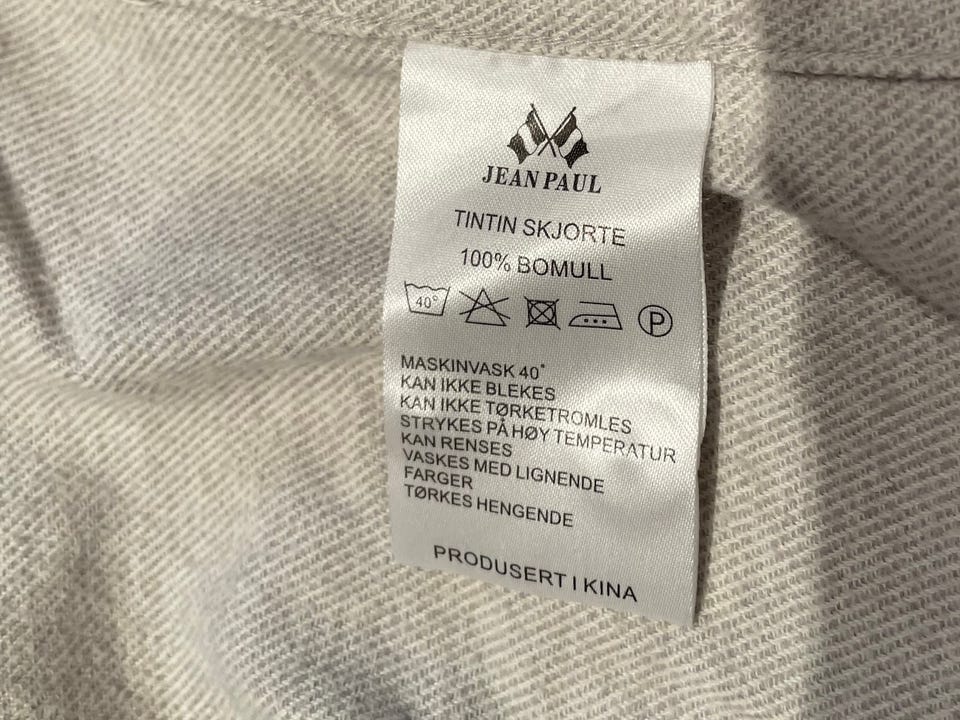 JEAN PAUL
TINTIN SKJORTE
100% BOMULL
40° P
MASKINVASK 40°
KAN IKKE BLEKES
KAN IKKE TØRKETROMLES
STRYKES PÅ HØY TEMPERATUR
KAN RENSES
VASKES MED LIGNENDE
FARGER
TØRKES HENGENDE
PRODUSERT I KINA